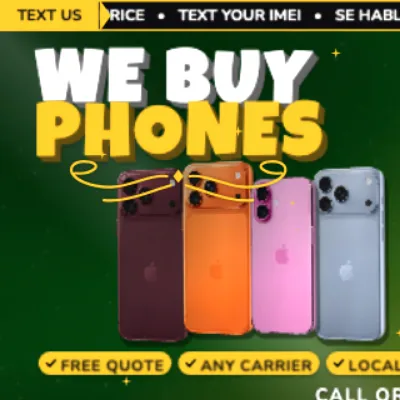 TEXT US
RICE • TEXT YOUR IMEI • SE HABL
WE BUY
PHONES
FREE QUOTE
ANY CARRIER
LOCAL
CALL OR